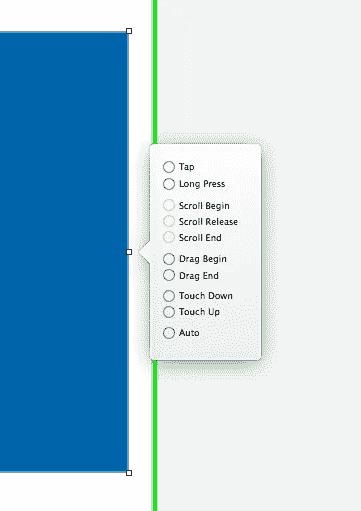 Tap
Long Press
Scroll Begin
Scroll Release
Scroll End
Drag Begin
Drag End
Touch Down
Touch Up
Auto